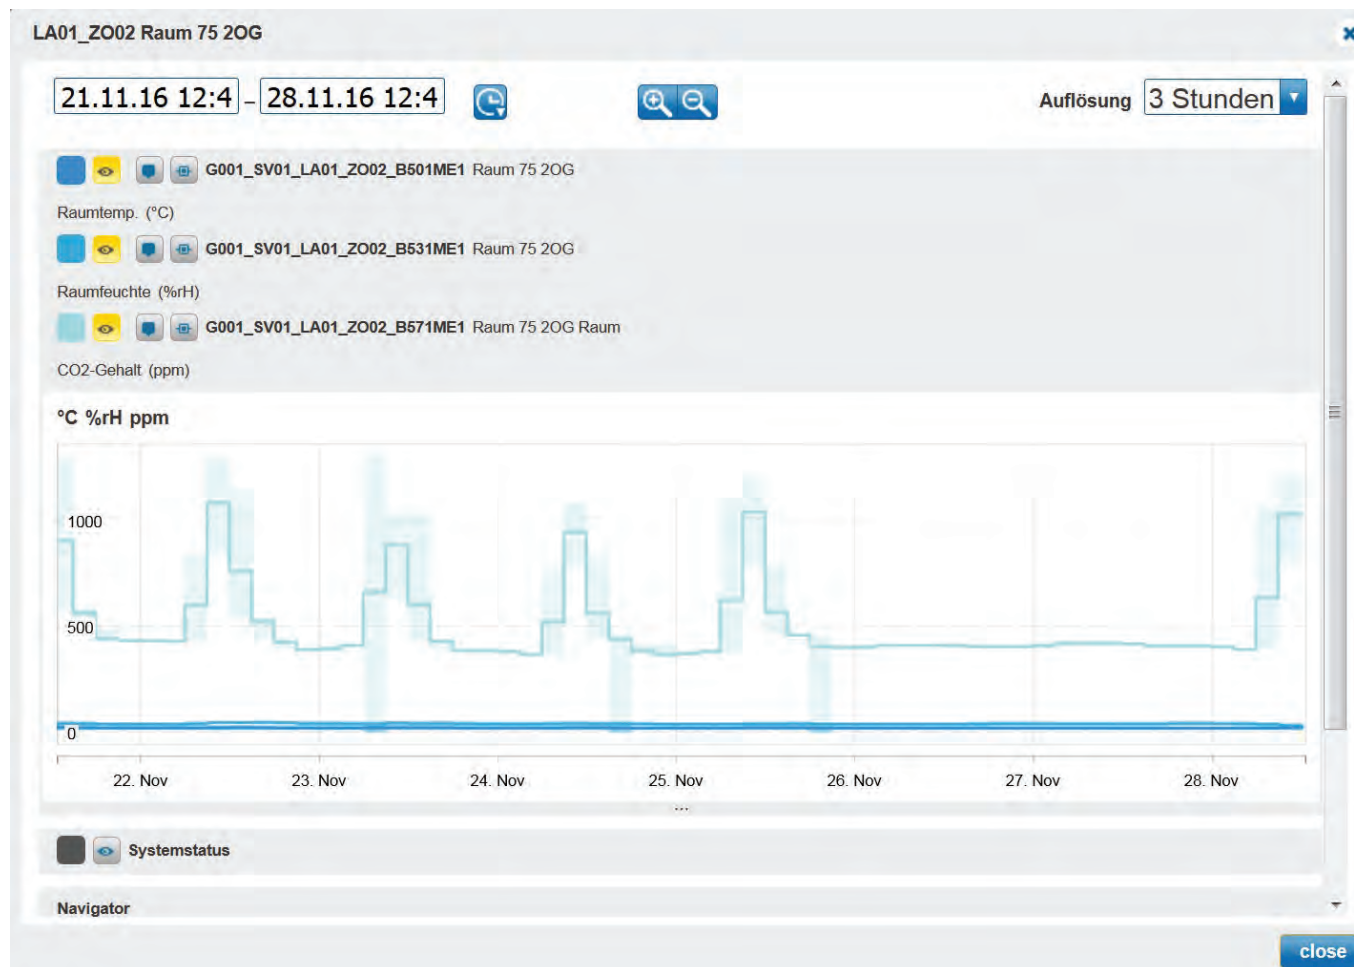 LA01_ZO02 Raum 75 2OG
21.11.16 12:4 – 28.11.16 12:4
Auflösung 3 Stunden
G001_SV01_LA01_ZO02_B501ME1 Raum 75 2OG
Raumtemp. (°C)
G001_SV01_LA01_ZO02_B531ME1 Raum 75 2OG
Raumfeuchte (%rH)
G001_SV01_LA01_ZO02_B571ME1 Raum 75 2OG Raum
CO2-Gehalt (ppm)
°C %rH ppm
1000
500
0
22. Nov 23. Nov 24. Nov 25. Nov 26. Nov 27. Nov 28. Nov
...
Systemstatus
Navigator
close